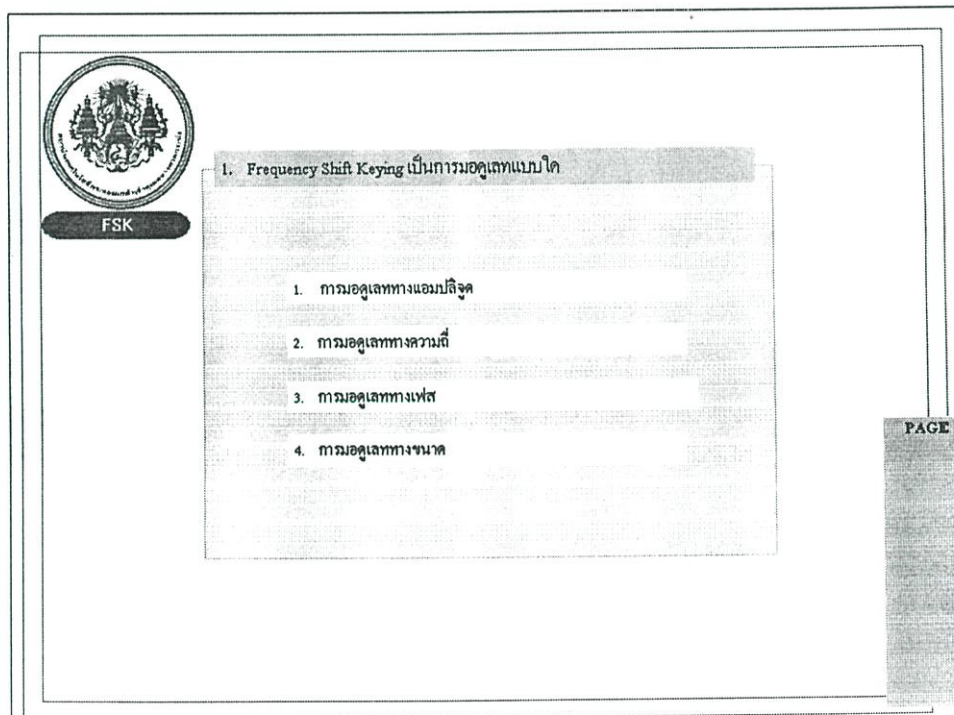 FSK
1. Frequency Shift Keying เป็นการมอดูเลทแบบใด
1. การมอดูเลททางแอมปลิจูด
2. การมอดูเลททางความถี่
3. การมอดูเลททางเฟส
4. การมอดูเลททางขนาด
PAGE